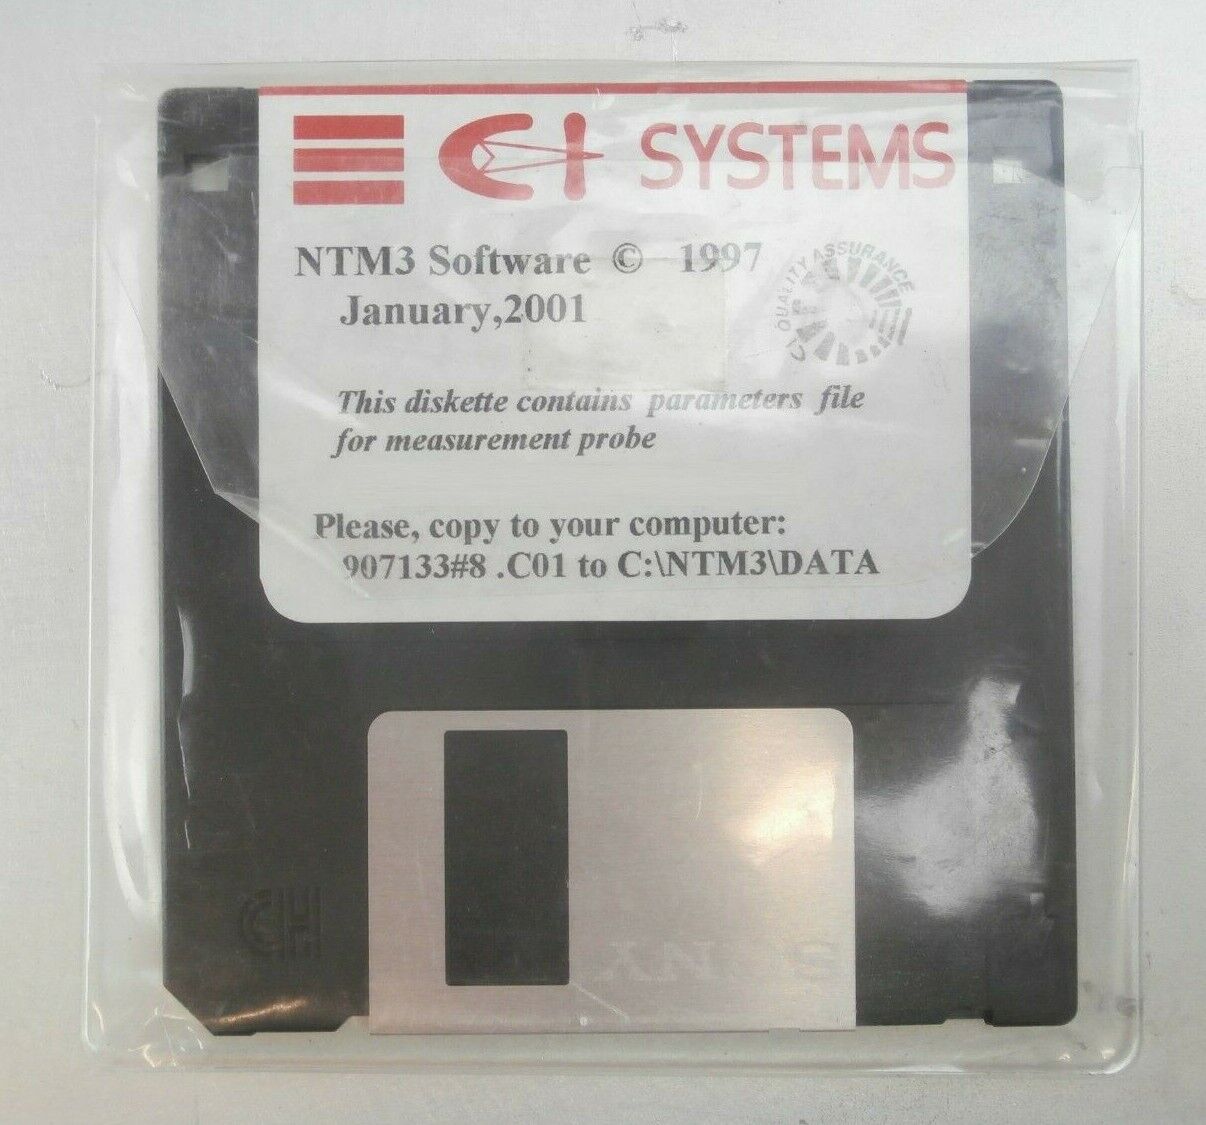 CI SYSTEMS
NTM3 Software © 1997
January,2001
CI QUALITY ASSURANCE
This diskette contains parameters file
for measurement probe
Please, copy to your computer:
907133#8 .C01 to C:\NTM3\DATA